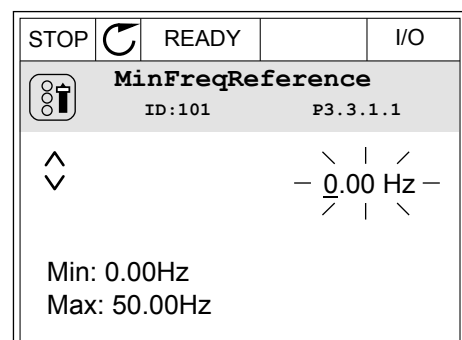 STOP READY I/O
MinFreqReference
ID:101 P3.3.1.1
0.00 Hz
Min: 0.00Hz
Max: 50.00Hz